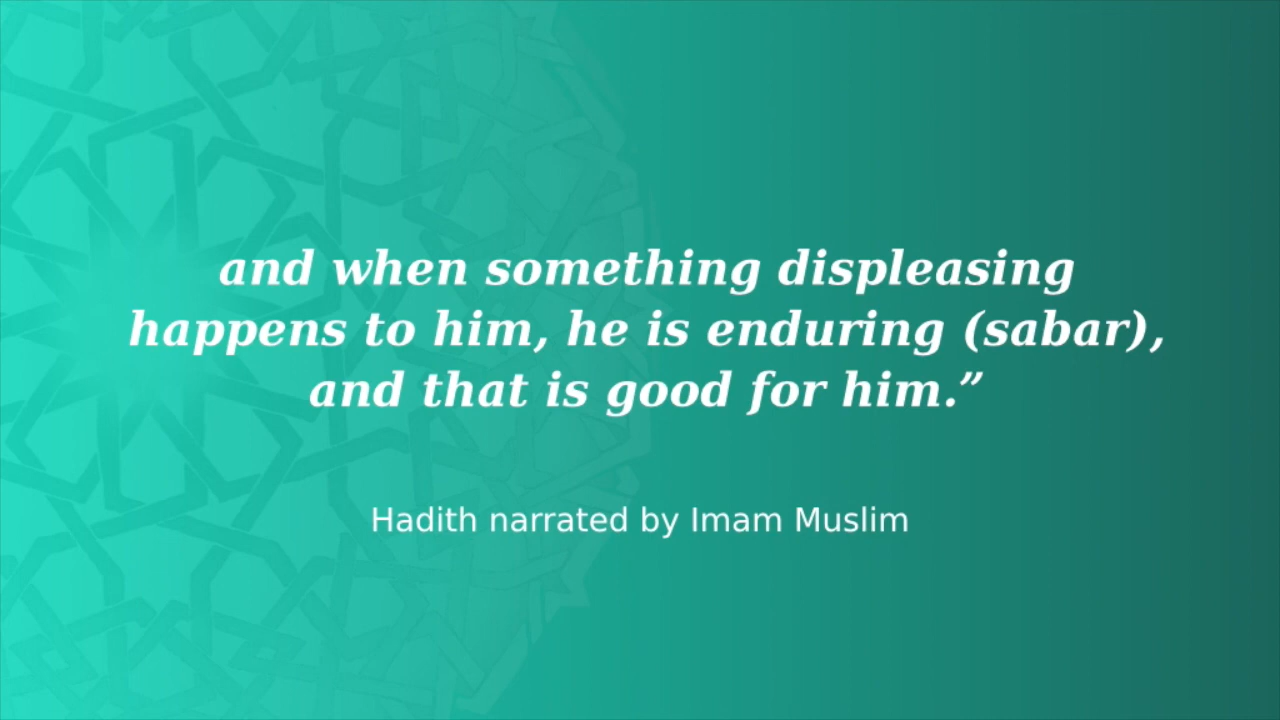 and when something displeasing
happens to him, he is enduring (sabar),
and that is good for him.”
Hadith narrated by Imam Muslim